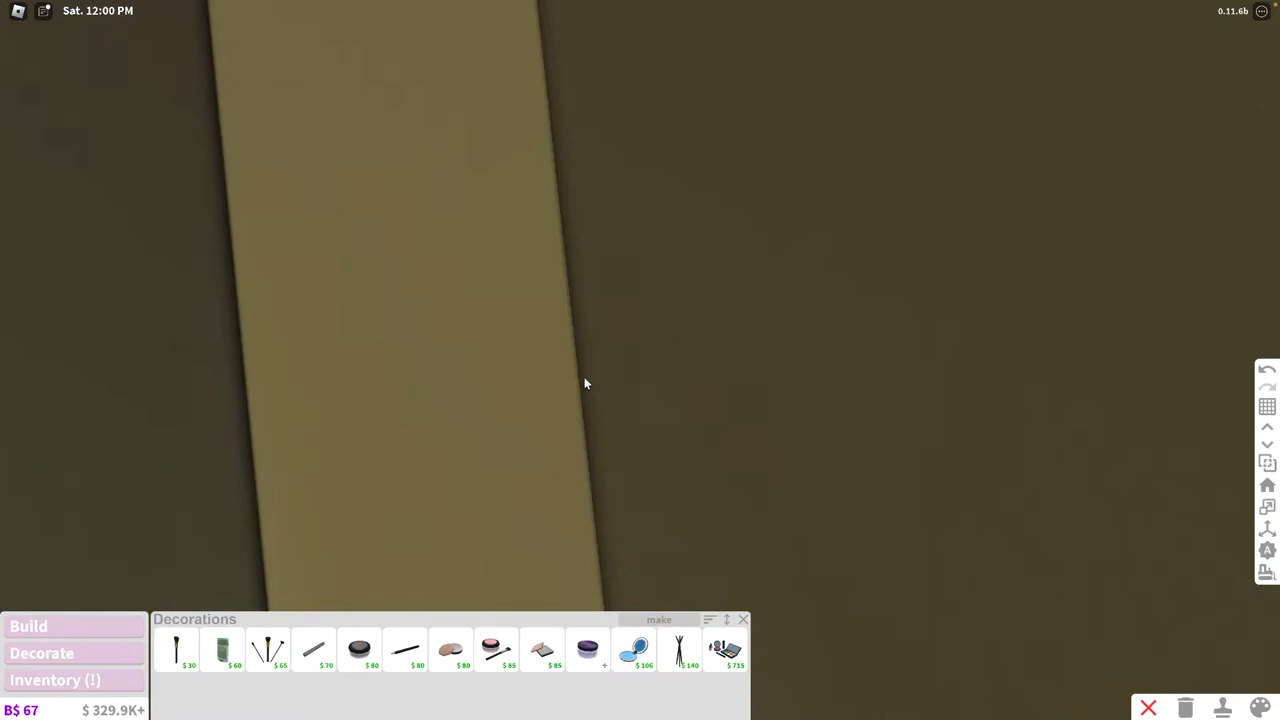 Sat. 12:00 PM
0.11.6b
Build
Decorate
Inventory (!)
B$ 67
$ 329.9K+
Decorations
make
$ 30
$ 60
$ 65
$ 70
$ 80
$ 80
$ 80
$ 85
$ 85
+
$ 106
$ 140
$ 715
A